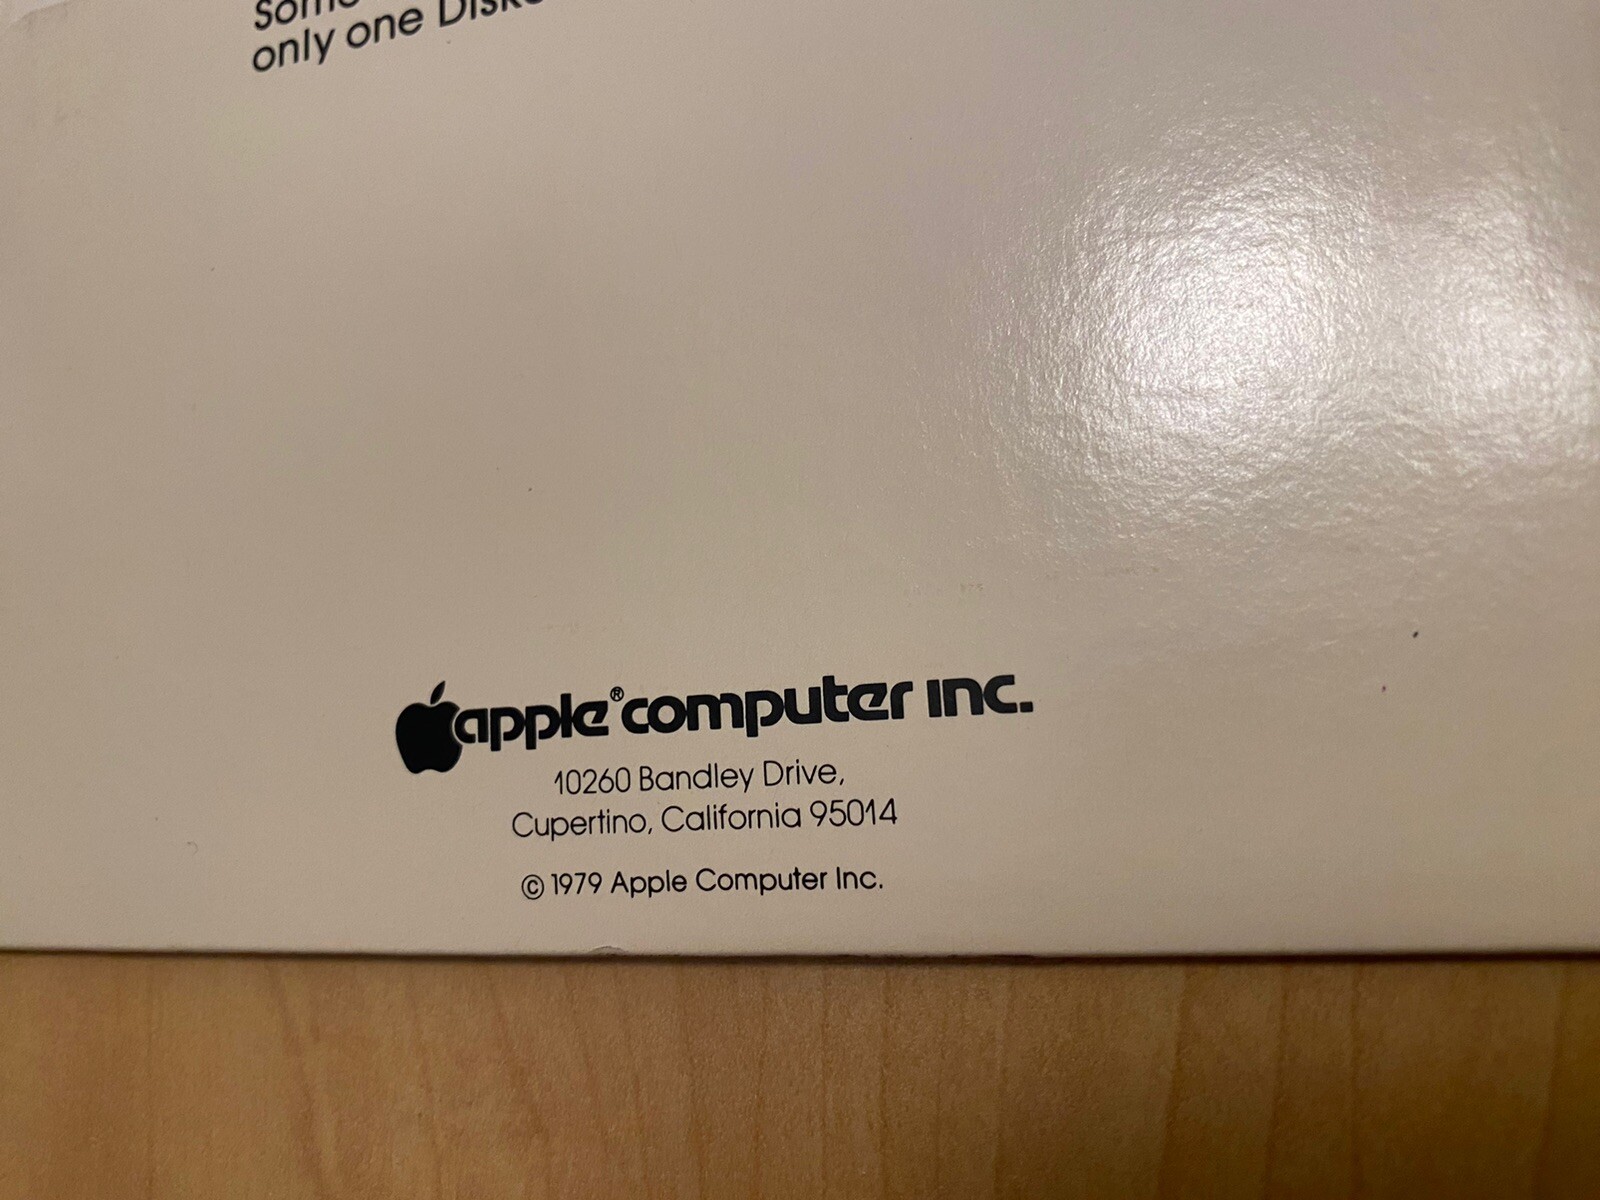 only one
apple® computer inc.
10260 Bandley Drive,
Cupertino, California 95014
© 1979 Apple Computer Inc.